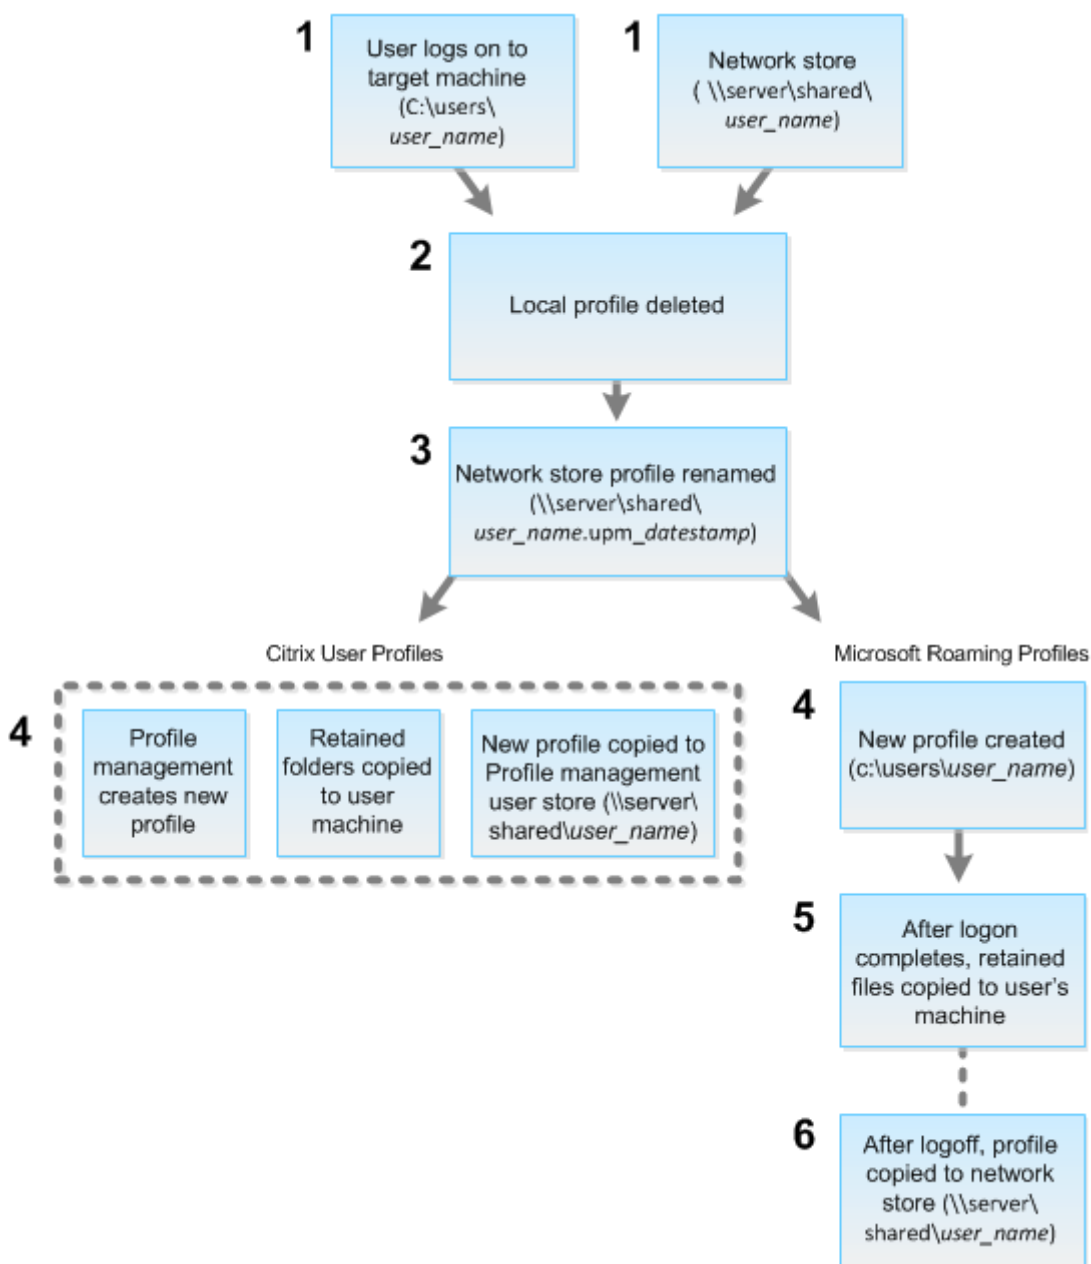 1
User logs on to
target machine
(C:\users\
user_name)
1
Network store
( \\server\shared\
user_name)
2
Local profile deleted
3
Network store profile renamed
(\\server\shared\
user_name.upm_datestamp)
Citrix User Profiles
4
Profile
management
creates new
profile
Retained
folders copied
to user
machine
New profile copied to
Profile management
user store (\\server\
shared\user_name)
Microsoft Roaming Profiles
4
New profile created
(c:\users\user_name)
5
After logon
completes, retained
files copied to user's
machine
6
After logoff, profile
copied to network
store (\\server\
shared\user_name)